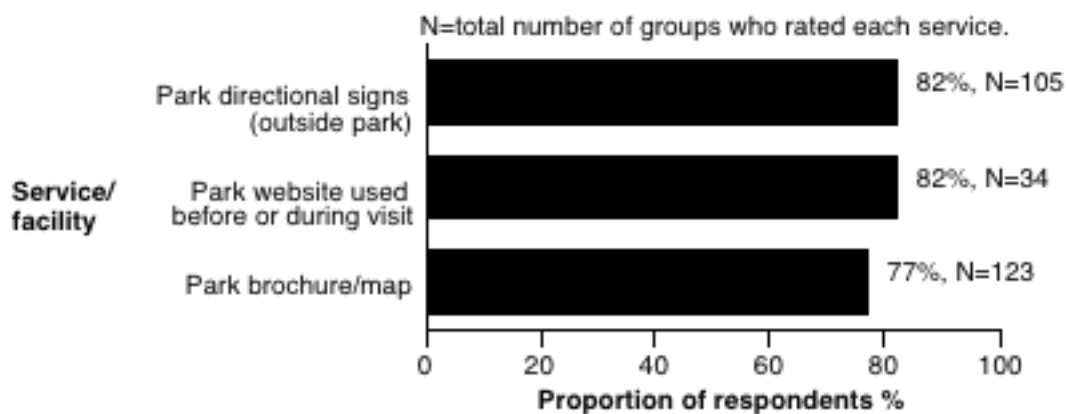 N=total number of groups who rated each service.
Park directional signs
(outside park)
82%, N=105
Service/
facility
Park website used
before or during visit
82%, N=34
Park brochure/map
77%, N=123
0 20 40 60 80 100
Proportion of respondents %